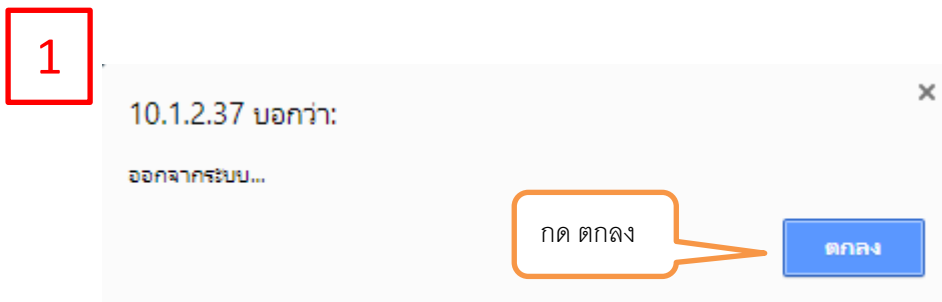 1
10.1.2.37 บอกว่า:
ออกจากระบบ...
กด ตกลง
ตกลง